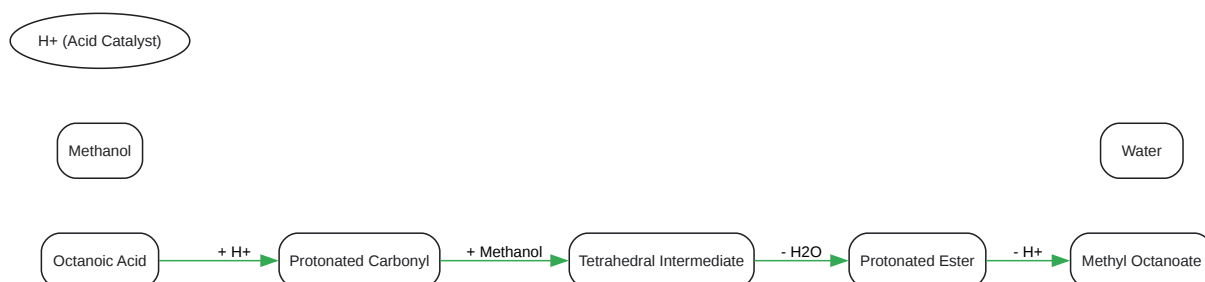 H+ (Acid Catalyst)
Methanol
Water
Octanoic Acid
+ H+
Protonated Carbonyl
+ Methanol
Tetrahedral Intermediate
- H2O
Protonated Ester
- H+
Methyl Octanoate